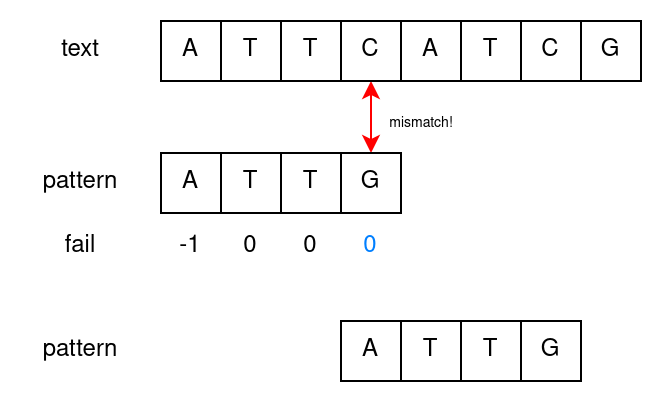 text A T T C A T C G
mismatch!
pattern A T T G
fail -1 0 0 0
pattern A T T G